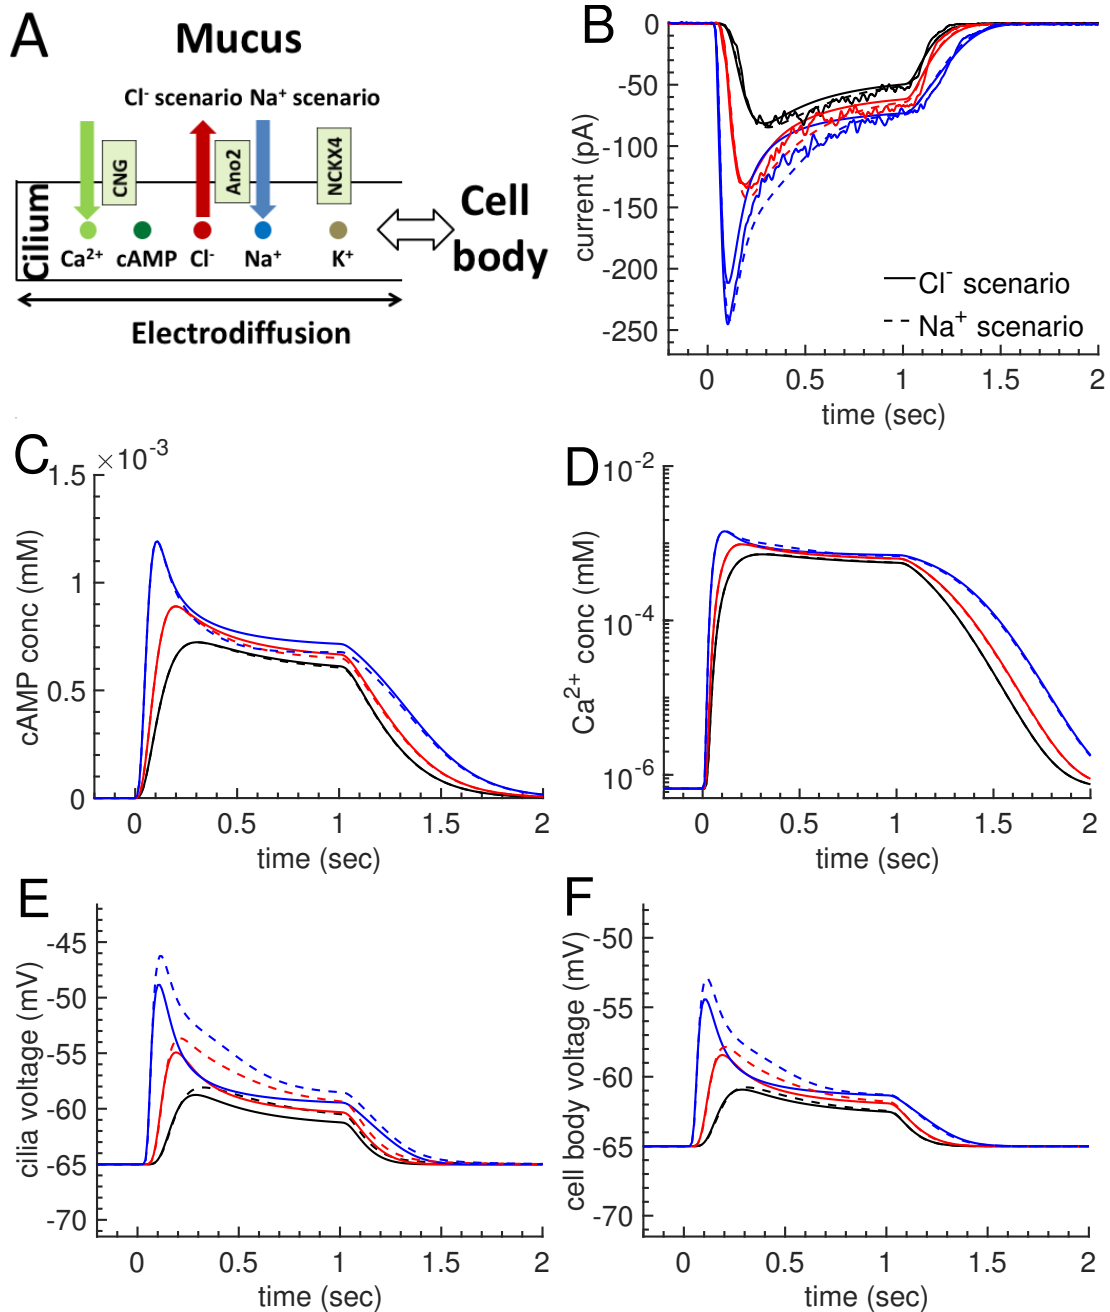 A
Mucus
Cl- scenario Na+ scenario
CNG
Ano2
NCKX4
Cilium
Ca2+ cAMP Cl- Na+ K+
Cell
body
Electrodiffusion
B
0
-50
-100
-150
-200
-250
current (pA)
Cl- scenario
Na+ scenario
0 0.5 1 1.5 2
time (sec)
C
×10-3
1.5
1
0.5
0
cAMP conc (mM)
0 0.5 1 1.5 2
time (sec)
D
10-2
10-4
10-6
Ca2+ conc (mM)
0 0.5 1 1.5 2
time (sec)
E
-45
-50
-55
-60
-65
-70
cilia voltage (mV)
0 0.5 1 1.5 2
time (sec)
F
-50
-55
-60
-65
-70
cell body voltage (mV)
0 0.5 1 1.5 2
time (sec)